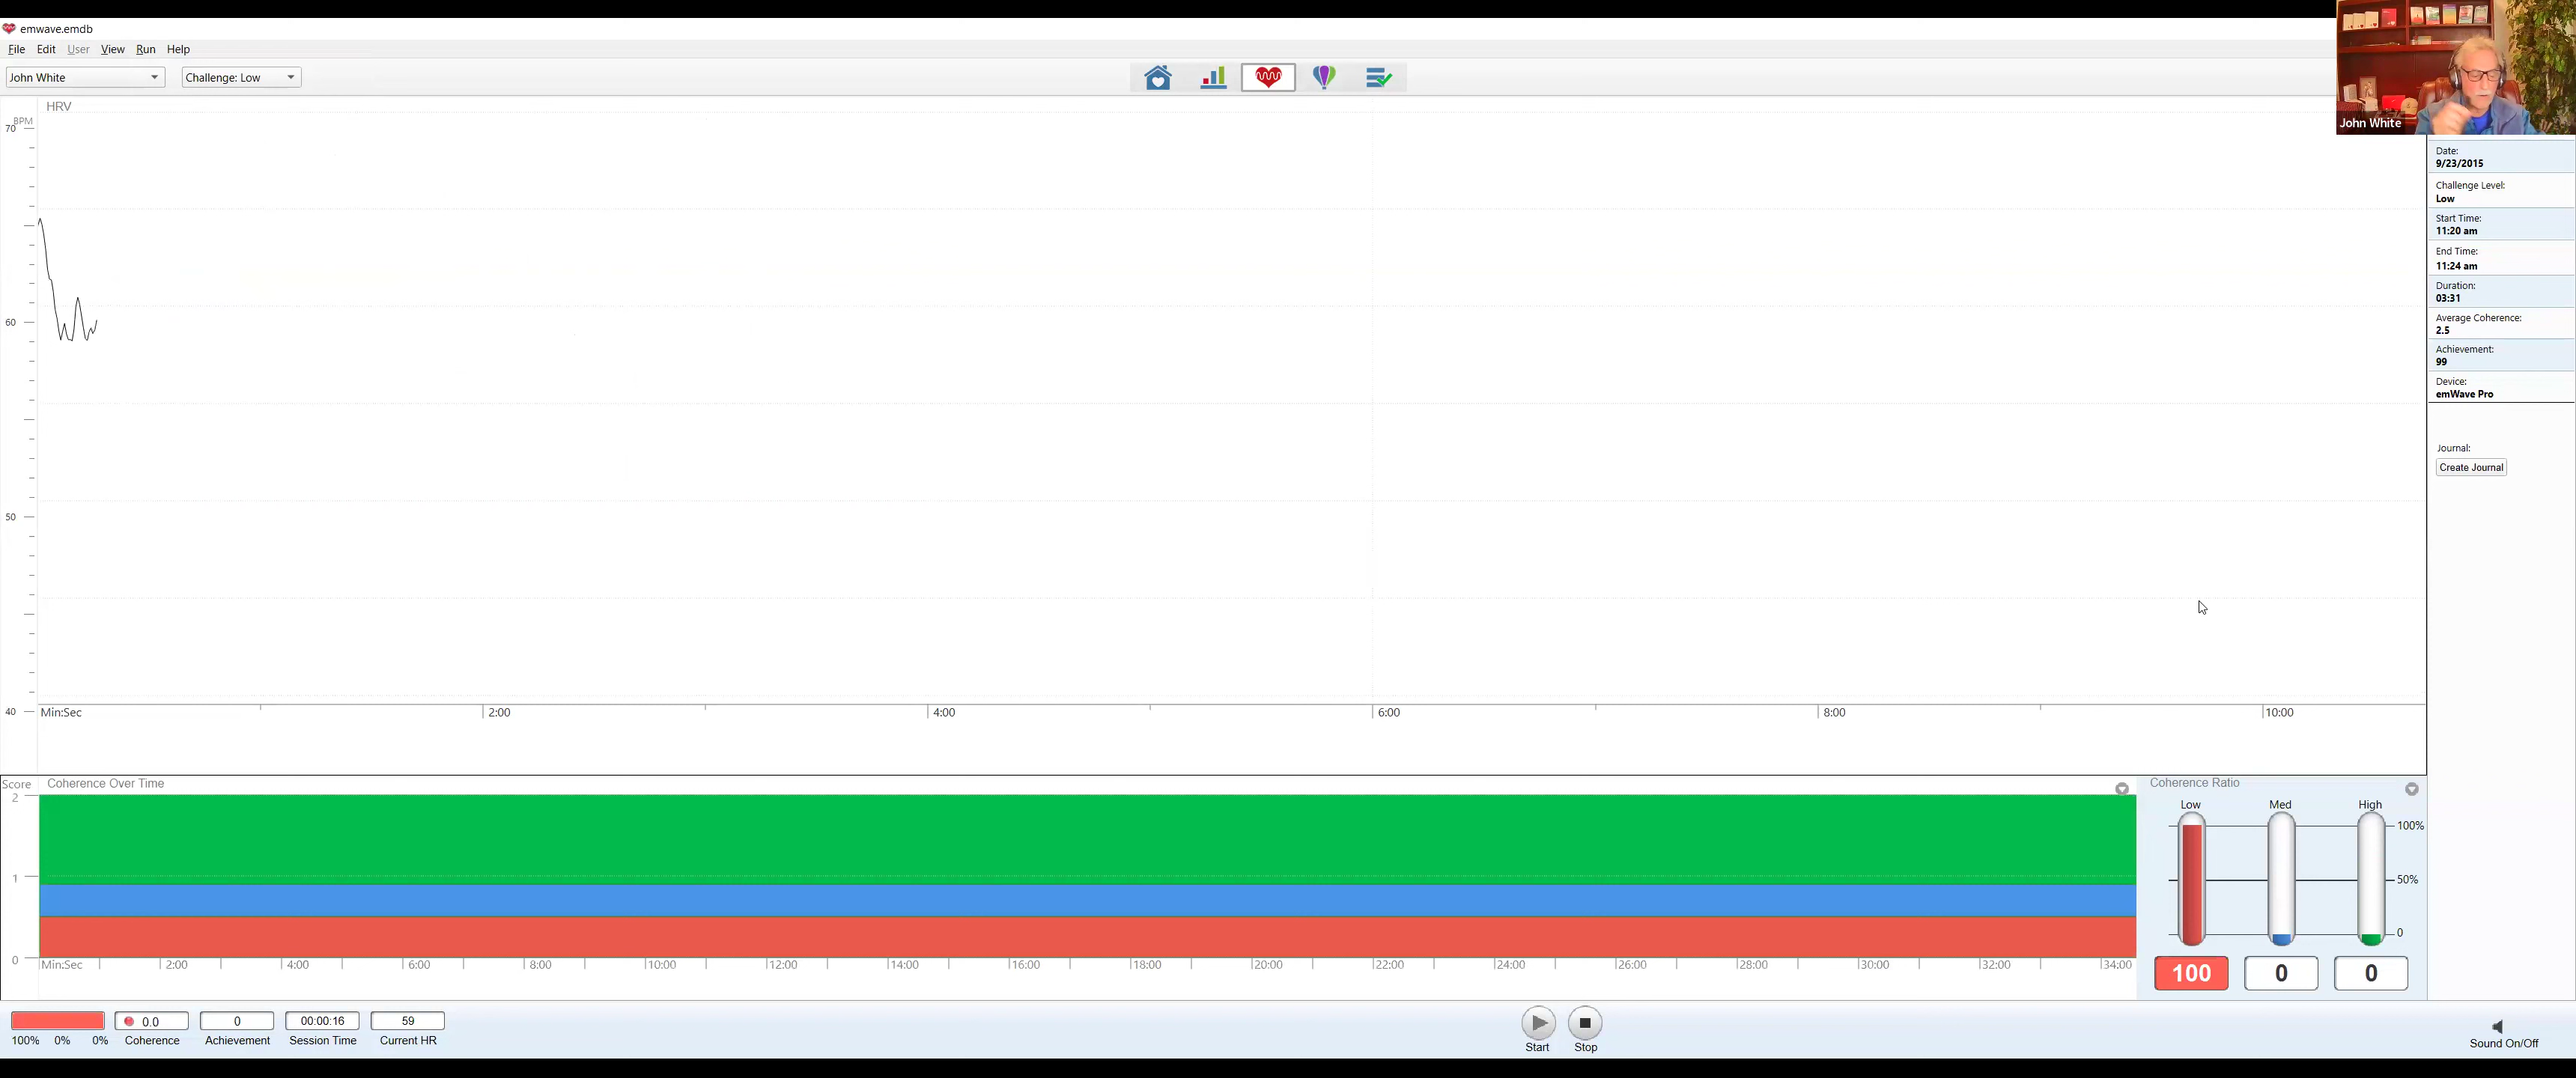 emwave.emdb
File Edit User View Run Help
John White Challenge: Low
John White
HRV
BPM
70
60
50
40
Min:Sec 2:00 4:00 6:00 8:00 10:00
Date:
9/23/2015
Challenge Level:
Low
Start Time:
11:20 am
End Time:
11:24 am
Duration:
03:31
Average Coherence:
2.5
Achievement:
99
Device:
emWave Pro
Journal:
Create Journal
Score Coherence Over Time
2
1
0
Min:Sec 2:00 4:00 6:00 8:00 10:00 12:00 14:00 16:00 18:00 20:00 22:00 24:00 26:00 28:00 30:00 32:00 34:00
Coherence Ratio
Low Med High
100%
50%
0
100 0 0
0.0 0 00:00:16 59
100% 0% 0% Coherence Achievement Session Time Current HR
Start Stop
Sound On/Off